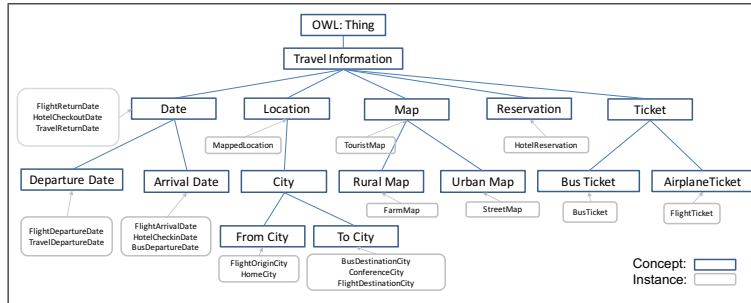 OWL: Thing
Travel Information
FlightReturnDate
HotelCheckoutDate
TravelReturnDate
Date
Location
Map
Reservation
Ticket
MappedLocation
TouristMap
HotelReservation
Departure Date
Arrival Date
City
Rural Map
Urban Map
Bus Ticket
AirplaneTicket
FarmMap
StreetMap
BusTicket
FlightTicket
FlightDepartureDate
TravelDepartureDate
FlightArrivalDate
HotelCheckinDate
BusDepartureDate
From City
To City
FlightOriginCity
HomeCity
BusDestinationCity
ConferenceCity
FlightDestinationCity
Concept:
Instance: